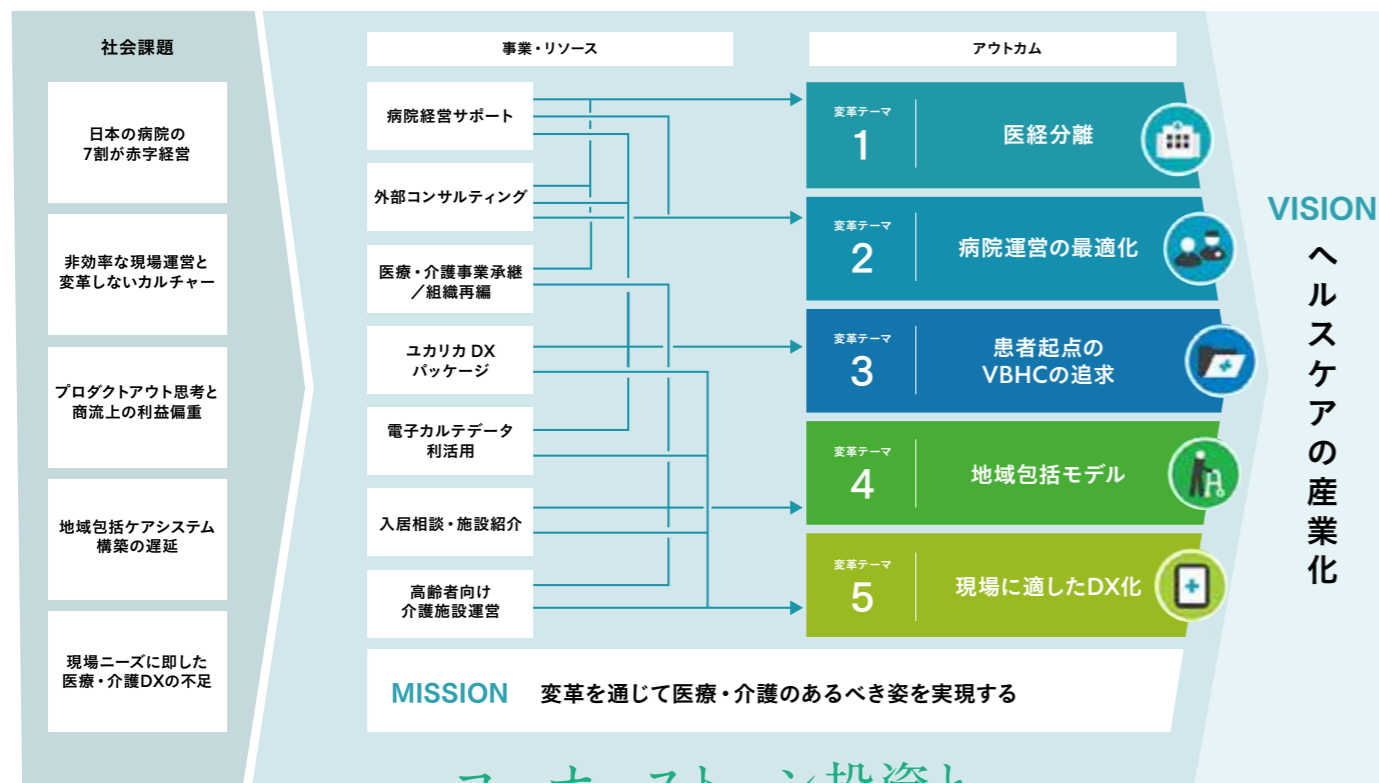 社会課題
日本の病院の
7割が赤字経営
非効率な現場運営と
変革しないカルチャー
プロダクトアウト思考と
商流上の利益偏重
地域包括ケアシステム
構築の遅延
現場ニーズに即した
医療・介護DXの不足
事業・リソース
病院経営サポート
外部コンサルティング
医療・介護事業承継
／組織再編
ユカリカ DX
パッケージ
電子カルテデータ
利活用
入居相談・施設紹介
高齢者向け
介護施設運営
アウトカム
変革テーマ
1
医経分離
変革テーマ
2
病院運営の最適化
変革テーマ
3
患者起点の
VBHCの追求
変革テーマ
4
地域包括モデル
変革テーマ
5
現場に適したDX化
MISSION 変革を通じて医療・介護のあるべき姿を実現する
VISION
ヘルスケアの産業化
コーナーストーン投資と